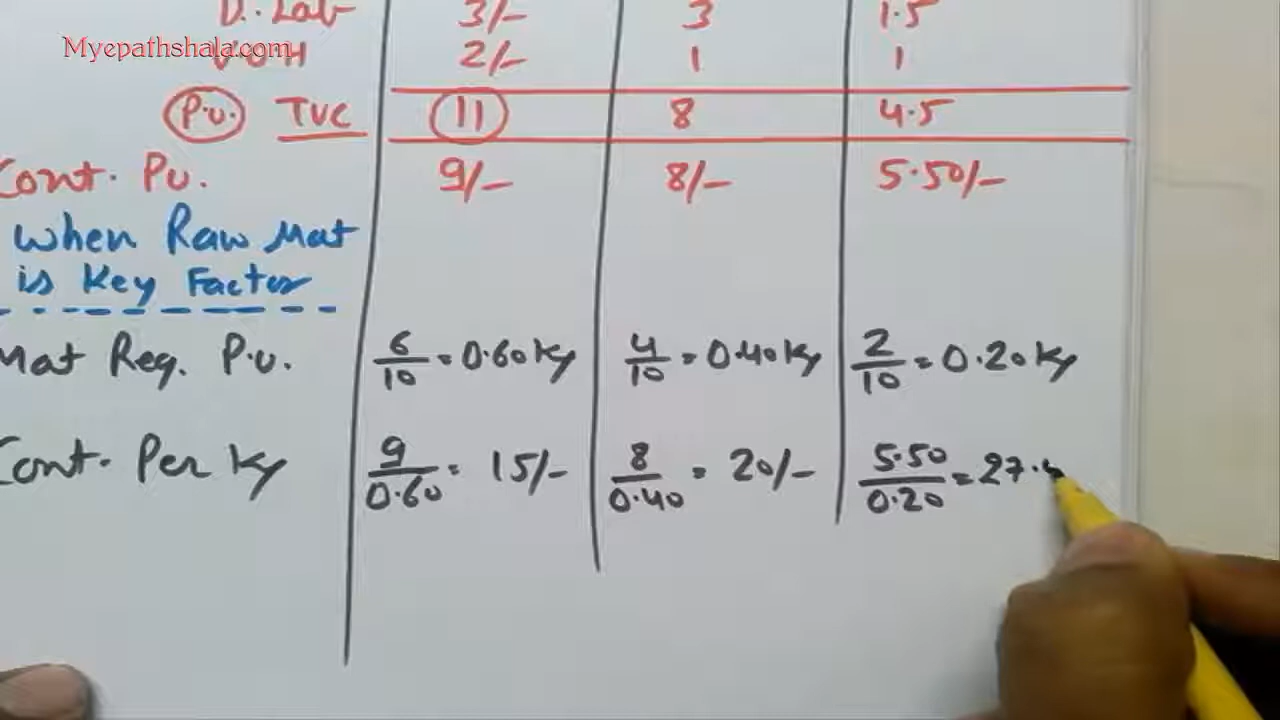 D. Lab 3/- 3 1.5
Myepathshala.com
V.O.H 2/- 1 1
P.U. TVC 11 8 4.5
Cont. PU. 9/- 8/- 5.50/-
When Raw Mat
is Key Factor
Mat Req. P.U. 6/10 = 0.60 Kg 4/10 = 0.40 Kg 2/10 = 0.20 Kg
Cont. Per Kg 9/0.60 = 15/- 8/0.40 = 20/- 5.50/0.20 = 27.